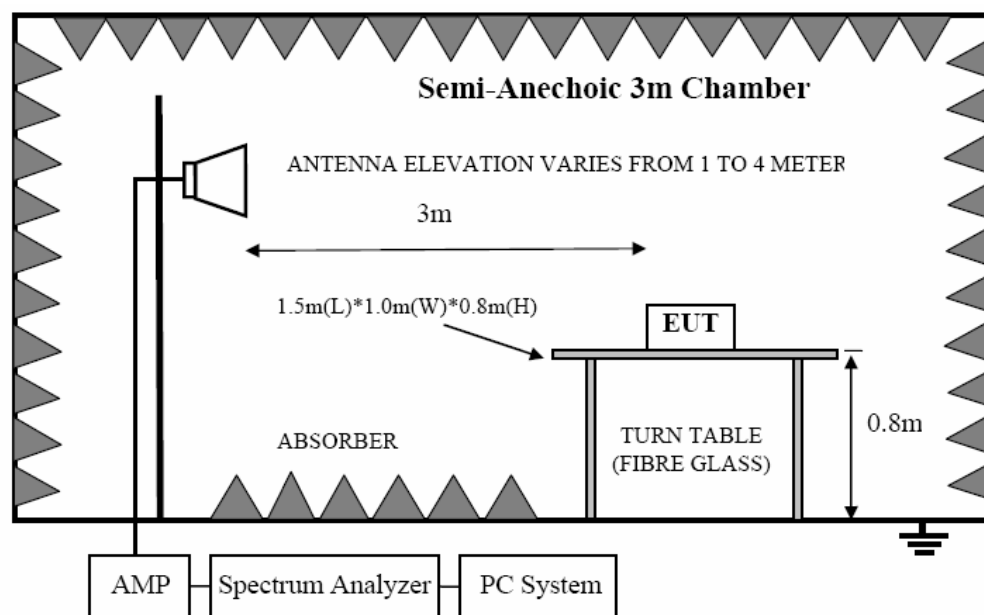 Semi-Anechoic 3m Chamber
ANTENNA ELEVATION VARIES FROM 1 TO 4 METER
3m
1.5m(L)*1.0m(W)*0.8m(H)
EUT
0.8m
ABSORBER
TURN TABLE
(FIBRE GLASS)
AMP
Spectrum Analyzer
PC System